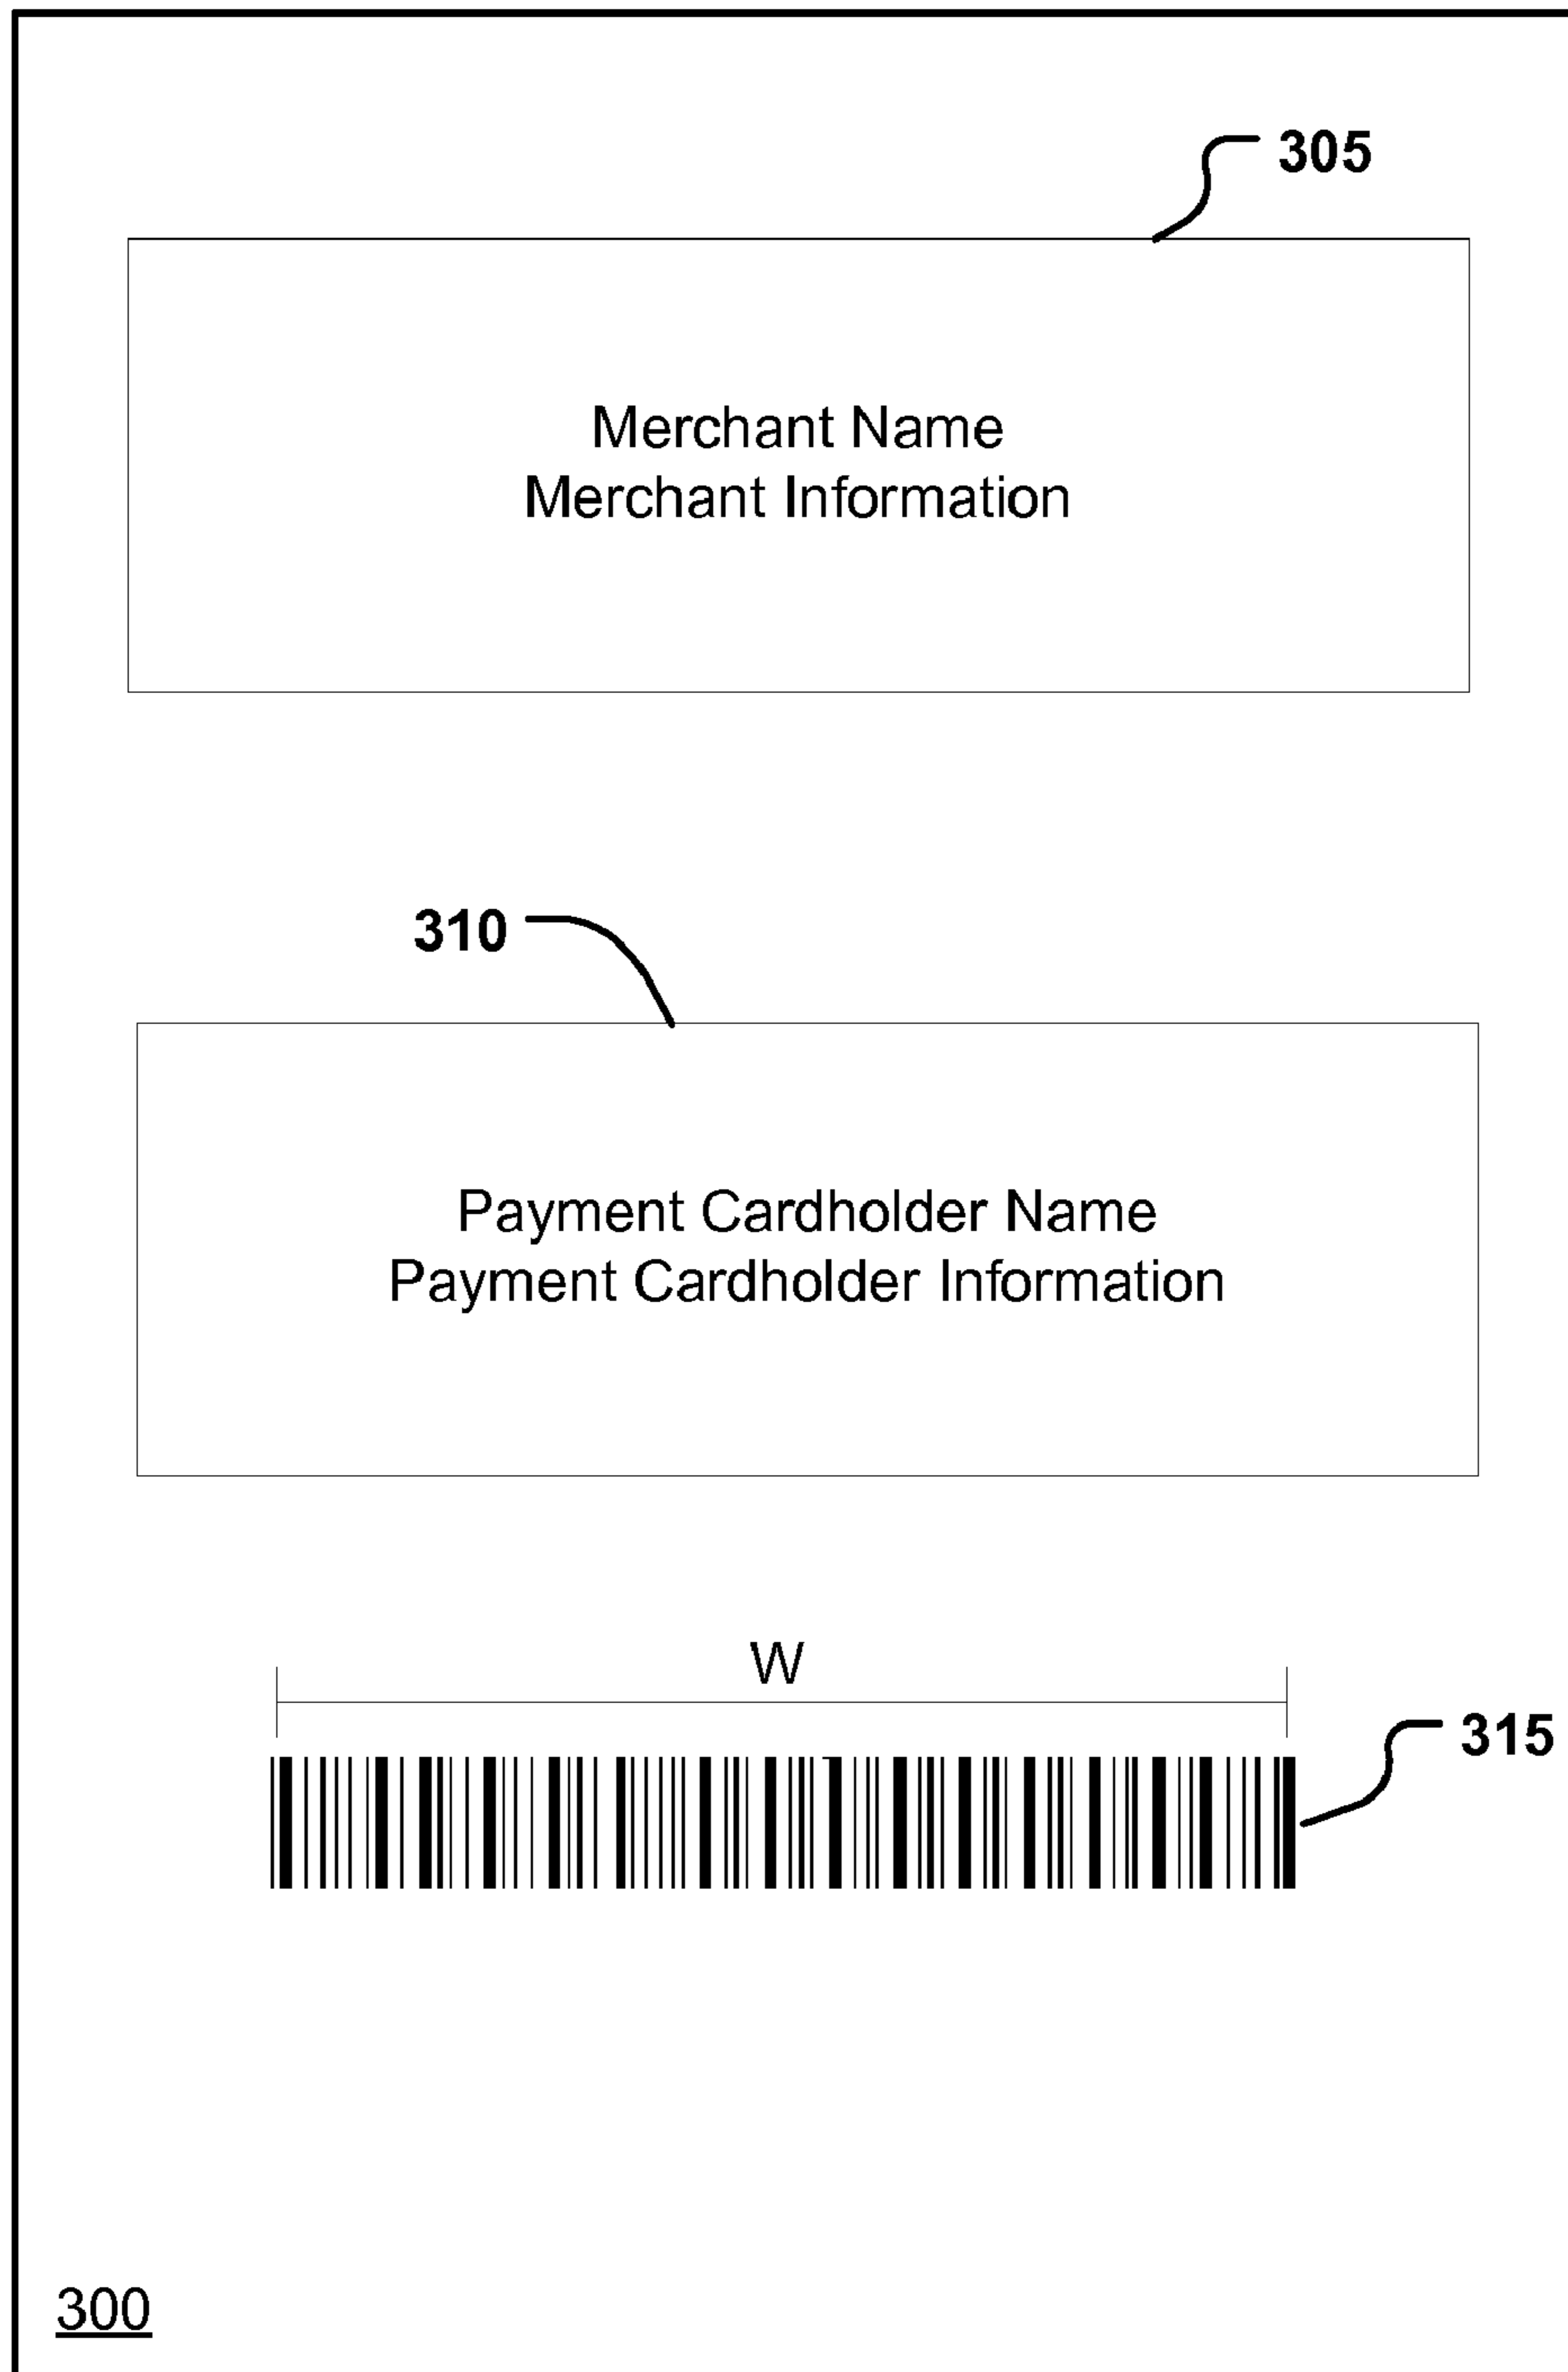 305
Merchant Name
Merchant Information
310
Payment Cardholder Name
Payment Cardholder Information
W
315
300